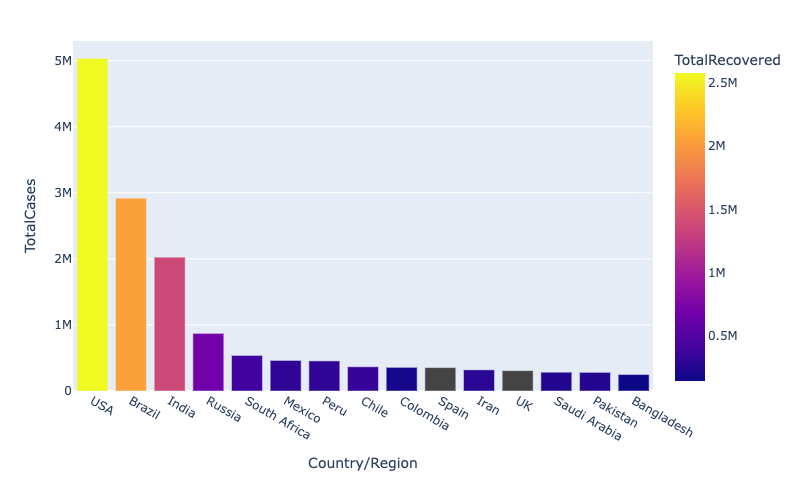 TotalRecovered
5M
4M
3M
2M
1M
0
TotalCases
2.5M
2M
1.5M
1M
0.5M
USA
Brazil
India
Russia
South Africa
Mexico
Peru
Chile
Colombia
Spain
Iran
UK
Saudi Arabia
Pakistan
Bangladesh
Country/Region